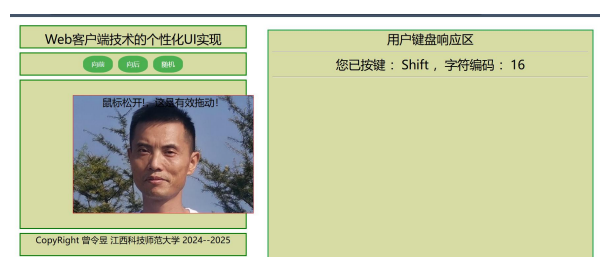 Web客户端技术的个性化UI实现
向前 向后 随机
鼠标松开！ 这是有效拖动！
CopyRight 曾令昱 江西科技师范大学 2024--2025
用户键盘响应区
您已按键： Shift ，字符编码： 16